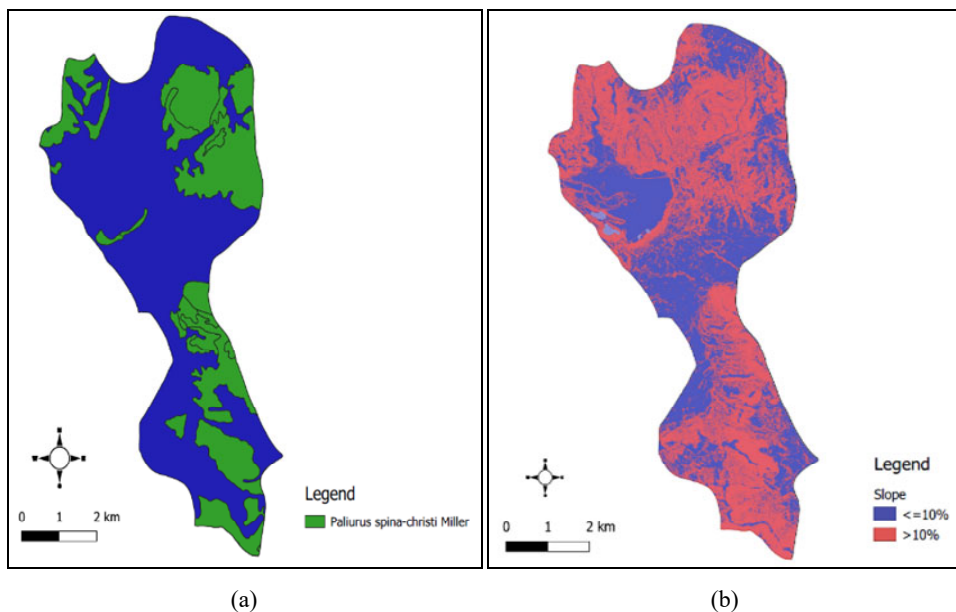 Legend
Paliurus spina-christi Miller
0 1 2 km
Legend
Slope
<=10%
>10%
0 1 2 km
(a)
(b)